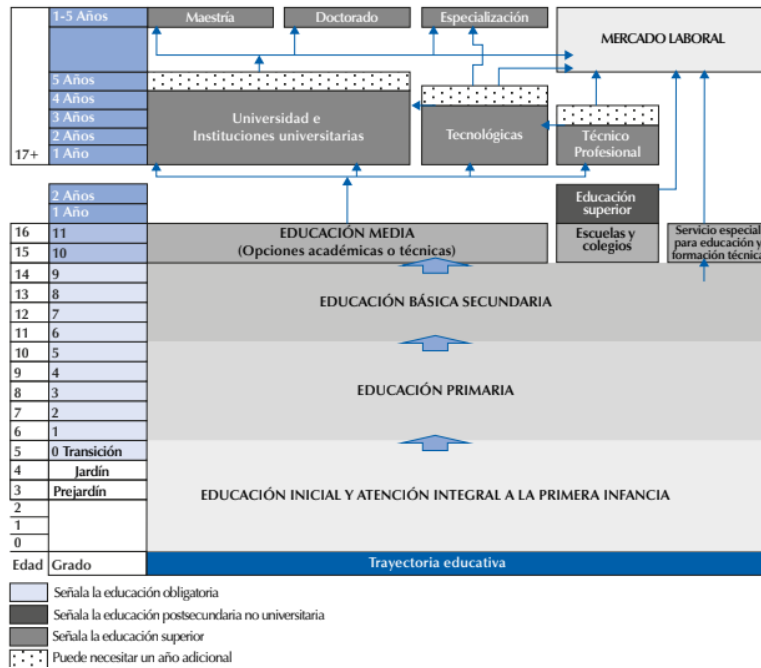 1-5 Años
Maestría
Doctorado
Especialización
MERCADO LABORAL
5 Años
4 Años
3 Años
2 Años
17+
1 Año
Universidad e
Instituciones universitarias
Tecnológicas
Técnico
Profesional
2 Años
1 Año
Educación
superior
16
11
15
10
EDUCACIÓN MEDIA
(Opciones académicas o técnicas)
Escuelas y
colegios
Servicio especial
para educación y
formación técnica
14
9
13
8
12
7
11
6
EDUCACIÓN BÁSICA SECUNDARIA
10
5
9
4
8
3
7
2
6
1
EDUCACIÓN PRIMARIA
5
0 Transición
4
Jardín
3
Prejardín
2
1
0
EDUCACIÓN INICIAL Y ATENCIÓN INTEGRAL A LA PRIMERA INFANCIA
Edad
Grado
Trayectoria educativa
Señala la educación obligatoria
Señala la educación postsecundaria no universitaria
Señala la educación superior
Puede necesitar un año adicional